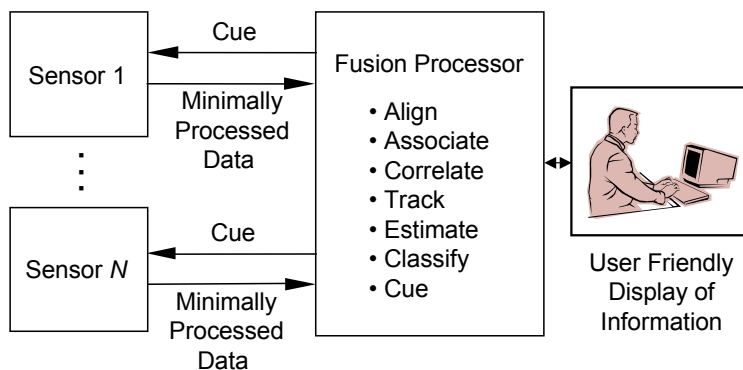 Cue
Sensor 1
Minimally
Processed
Data
Cue
Sensor N
Minimally
Processed
Data
Fusion Processor
• Align
• Associate
• Correlate
• Track
• Estimate
• Classify
• Cue
User Friendly
Display of
Information